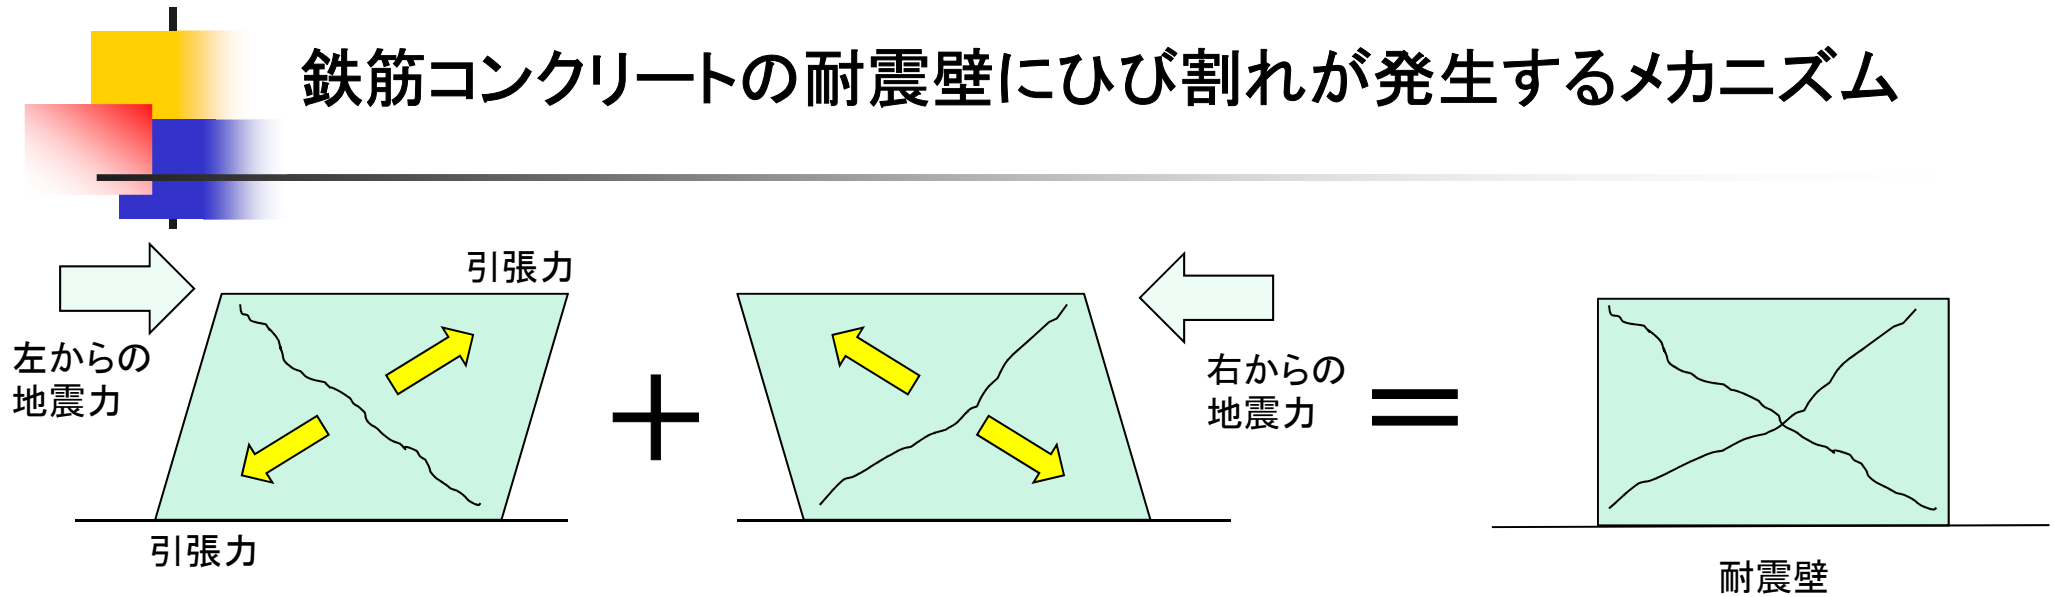 鉄筋コンクリートの耐震壁にひび割れが発生するメカニズム
引張力
左からの
地震力
引張力
＋
右からの
地震力
＝
耐震壁